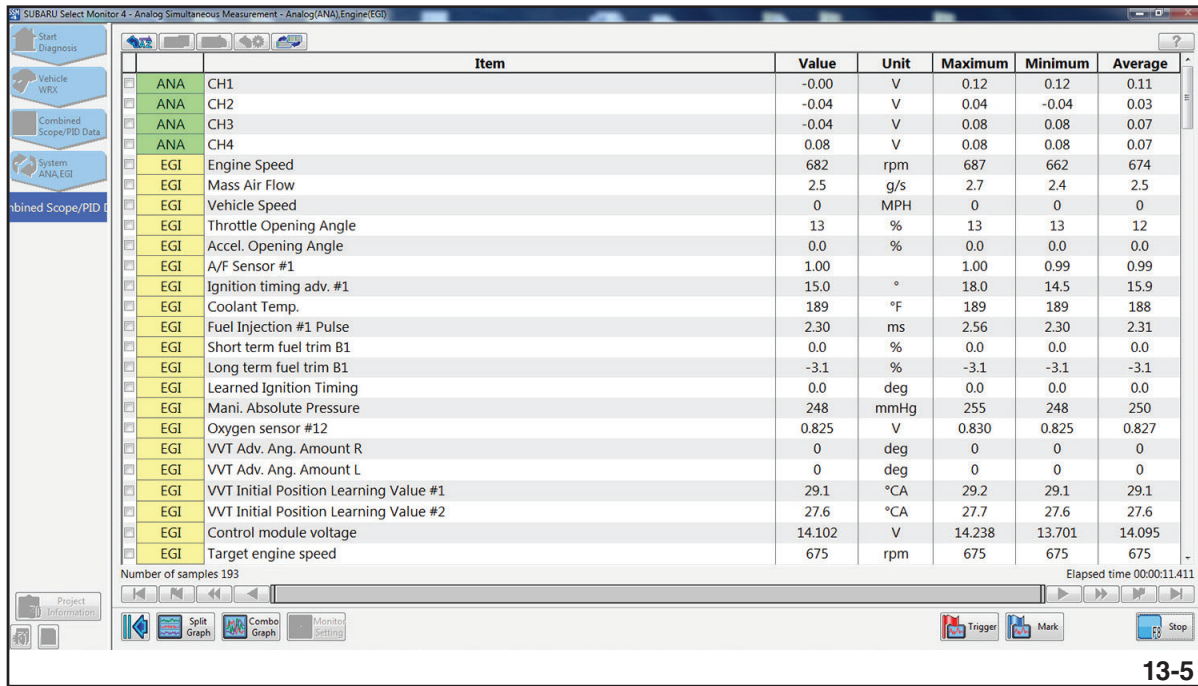 SUBARU Select Monitor 4 - Analog Simultaneous Measurement - Analog(ANA),Engine(EGI)
Start
Diagnosis
Vehicle
WRX
Combined
Scope/PID Data
System
ANA,EGI
nbined Scope/PID D
?
Item Value Unit Maximum Minimum Average
ANA CH1 -0.00 V 0.12 0.12 0.11
ANA CH2 -0.04 V 0.04 -0.04 0.03
ANA CH3 -0.04 V 0.08 0.08 0.07
ANA CH4 0.08 V 0.08 0.08 0.07
EGI Engine Speed 682 rpm 687 662 674
EGI Mass Air Flow 2.5 g/s 2.7 2.4 2.5
EGI Vehicle Speed 0 MPH 0 0 0
EGI Throttle Opening Angle 13 % 13 13 12
EGI Accel. Opening Angle 0.0 % 0.0 0.0 0.0
EGI A/F Sensor #1 1.00 1.00 0.99 0.99
EGI Ignition timing adv. #1 15.0 ° 18.0 14.5 15.9
EGI Coolant Temp. 189 °F 189 189 188
EGI Fuel Injection #1 Pulse 2.30 ms 2.56 2.30 2.31
EGI Short term fuel trim B1 0.0 % 0.0 0.0 0.0
EGI Long term fuel trim B1 -3.1 % -3.1 -3.1 -3.1
EGI Learned Ignition Timing 0.0 deg 0.0 0.0 0.0
EGI Mani. Absolute Pressure 248 mmHg 255 248 250
EGI Oxygen sensor #12 0.825 V 0.830 0.825 0.827
EGI VVT Adv. Ang. Amount R 0 deg 0 0 0
EGI VVT Adv. Ang. Amount L 0 deg 0 0 0
EGI VVT Initial Position Learning Value #1 29.1 °CA 29.2 29.1 29.1
EGI VVT Initial Position Learning Value #2 27.6 °CA 27.7 27.6 27.6
EGI Control module voltage 14.102 V 14.238 13.701 14.095
EGI Target engine speed 675 rpm 675 675 675
Number of samples 193 Elapsed time 00:00:11.411
Project
Information
Split
Graph
Combo
Graph
Monitor
Setting
Trigger
Mark
F8 Stop
13-5